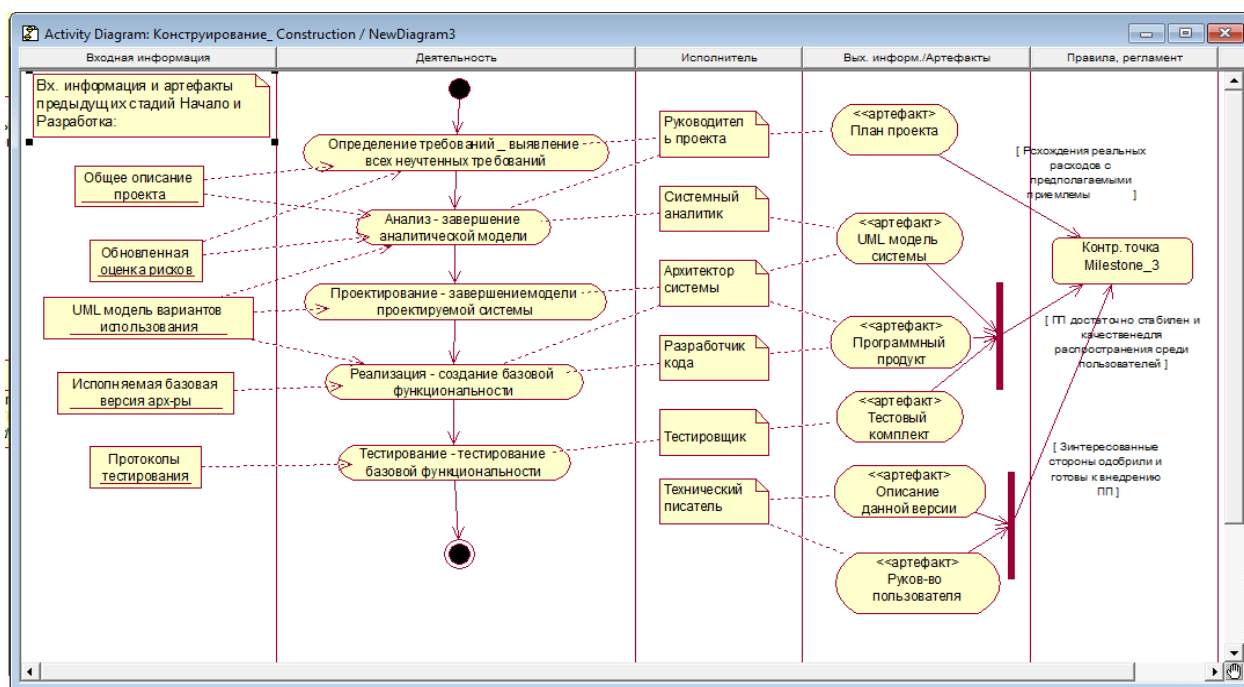 Activity Diagram: Конструирование_ Construction / NewDiagram3
Входная информация
Деятельность
Исполнитель
Вых. информ./Артефакты
Правила, регламент
Вх. информация и артефакты
предыдущих стадий Начало и
Разработка:
Общее описание
проекта
Обновленная
оценка рисков
UML модель вариантов
использования
Исполняемая базовая
версия арх-ры
Протоколы
тестирования
Определение требований _ выявление
всех неучтенных требований
Анализ - завершение
аналитической модели
Проектирование - завершениемодели
проектируемой системы
Реализация - создание базовой
функциональности
Тестирование - тестирование
базовой функциональности
Руководител
ь проекта
Системный
аналитик
Архитектор
системы
Разработчик
кода
Тестировщик
Технический
писатель
<<артефакт>>
План проекта
<<артефакт>>
UML модель
системы
<<артефакт>>
Программный
продукт
<<артефакт>>
Тестовый
комплект
<<артефакт>>
Описание
данной версии
<<артефакт>>
Руков-во
пользователя
[ Рсхождения реальных
расходов с
предполагаемыми
приемлемы ]
Контр. точка
Milestone_3
[ ПП достаточно стабилен и
качественедля
распространения среди
пользователей ]
[ Зинтересованные
стороны одобрили и
готовы к внедрению
ПП ]